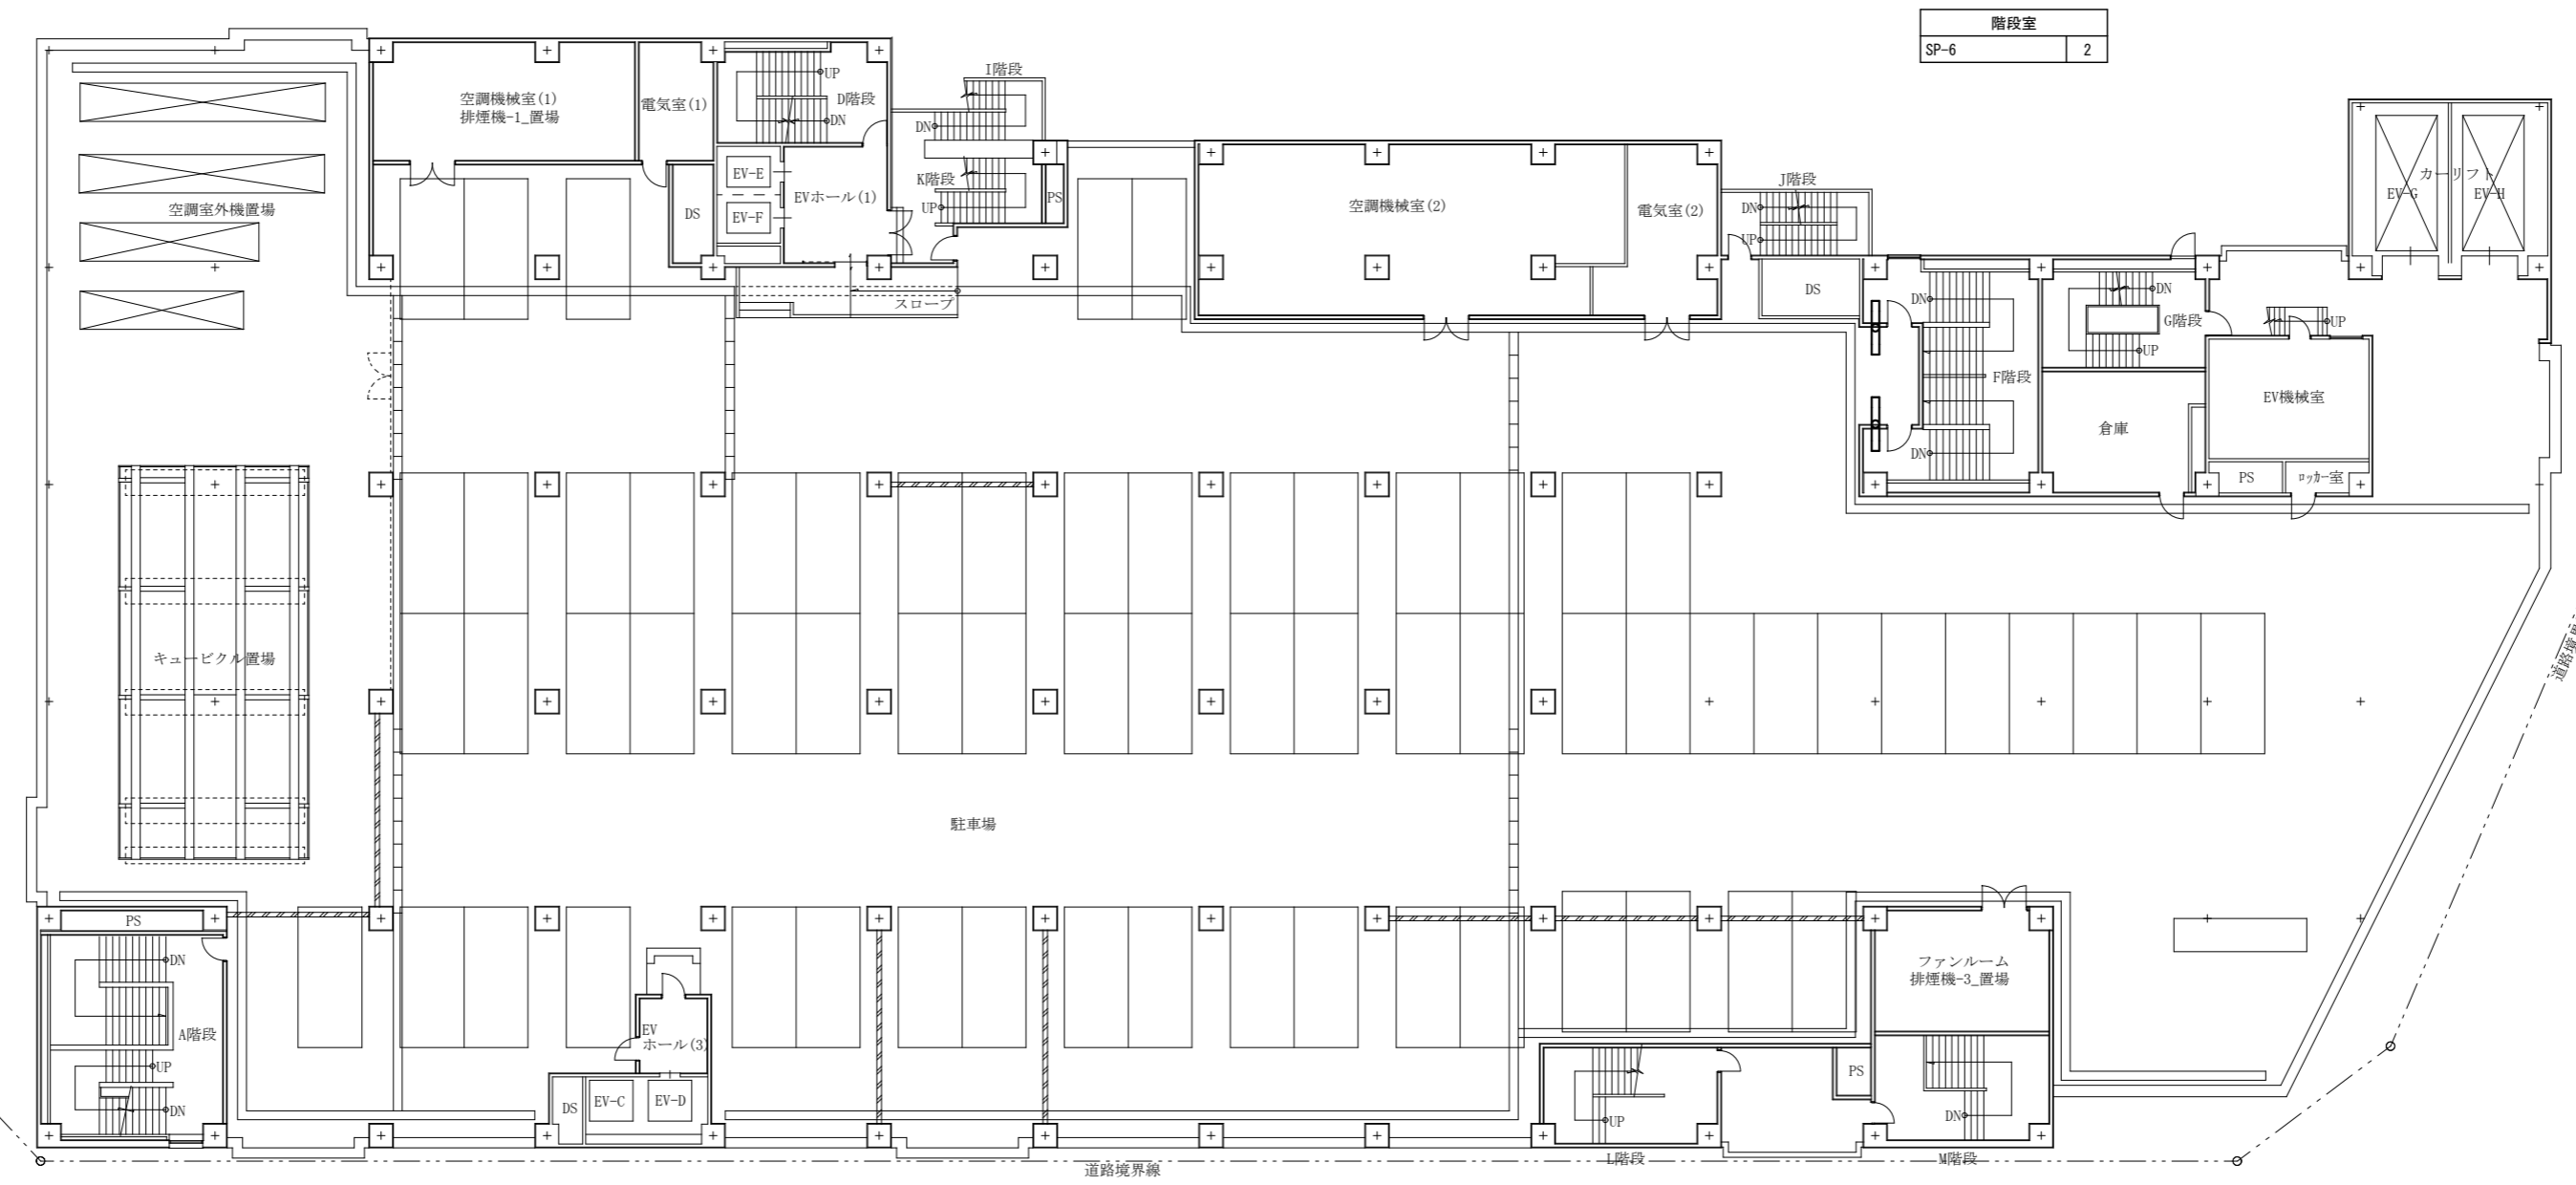 階段室
SP-6 2
I階段
UP
空調機械室(1)
排煙機-1_置場
電気室(1)
D階段
DN
DN
カーリフト
EV-G
EV-H
EV-E
K階段
J階段
EVホール(1)
PS
空調室外機置場
DS
EV-F
UP
空調機械室(2)
電気室(2)
DN
UP
スロープ
DS
DN
DN
G階段
UP
UP
F階段
EV機械室
倉庫
DN
PS
ロッカー室
キュービクル置場
道路境界
駐車場
PS
DN
ファンルーム
排煙機-3_置場
A階段
EV
ホール(3)
UP
DS
EV-C
EV-D
PS
DN
UP
DN
L階段
M階段
道路境界線